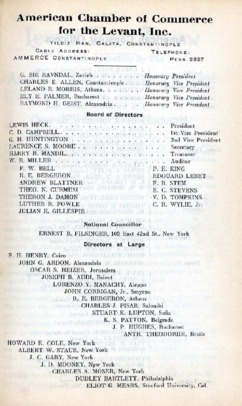 American Chamber of Commerce
for the Levant, Inc.
YILDIZ HAN, GALATA, CONSTANTINOPLE
CABLE ADDRESS: TELEPHONE:
AMMERCE CONSTANTINOPLE PERA 2927
G. BIE RAVNDAL, Zurich Honorary President
CHARLES E. ALLEN, Constantinople Honorary Vice President
LELAND B. MORRIS, Athens Honorary Vice President
ELY E. PALMER, Bucharest Honorary Vice President
RAYMOND H. GEIST, Alexandria Honorary Vice President
Board of Directors
LEWIS HECK President
C. D. CAMPBELL 1st Vice President
G. H. HUNTINGTON 2nd Vice President
LAURENCE S. MOORE Secretary
HARRY R. MANDIL Treasurer
W. B. MILLER Auditor
F. W. BELL P. E. KING
R. E. BERGERON EDOUARD LEBET
ANDREW BLATTNER F. B. STEM
THEO. N. CURMUSI E. C. STEVENS
THERON J. DAMON V. D. TOMPKINS
LUTHER R. FOWLE C. R. WYLIE, Jr.
JULIAN E. GILLESPIE
National Councillor
ERNEST B. FILSINGER, 100 East 42nd St., New York
Directors at Large
F. H. HENRY, Cairo
JOHN G. ARDON, Alexandria
OSCAR S. HEIZER, Jerusalem
JOSEPH B. AUDI, Beirut
LORENZO Y. MANACHY, Aleppo
JOHN CORRIGAN, Jr., Smyrna
R. E. BERGERON, Athens
CHARLES J. PISAR, Saloniki
STUART K. LUPTON, Sofia
K. S. PATTON, Belgrade
J. P. HUGHES, Bucharest
ANTH. THEODORIDI, Braila
HOWARD E. COLE, New York
ALBERT W. STAUB, New York
J. C. GARY, New York
J. D. MOONEY, New York
CHARLES A. MOSER, New York
DUDLEY BARTLETT, Philadelphia
ELIOT G. MEARS, Stanford University, Cal.